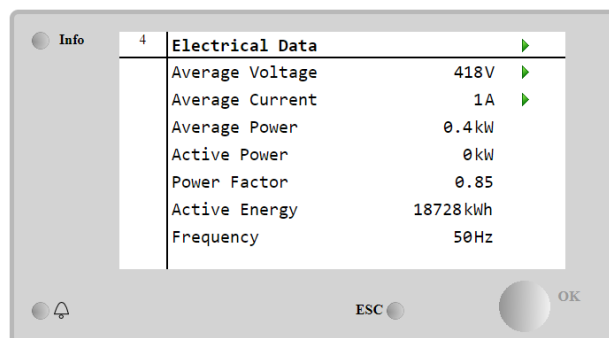 Info
4 Electrical Data
Average Voltage 418V
Average Current 1A
Average Power 0.4kW
Active Power 0kW
Power Factor 0.85
Active Energy 18728kWh
Frequency 50Hz
ESC
OK